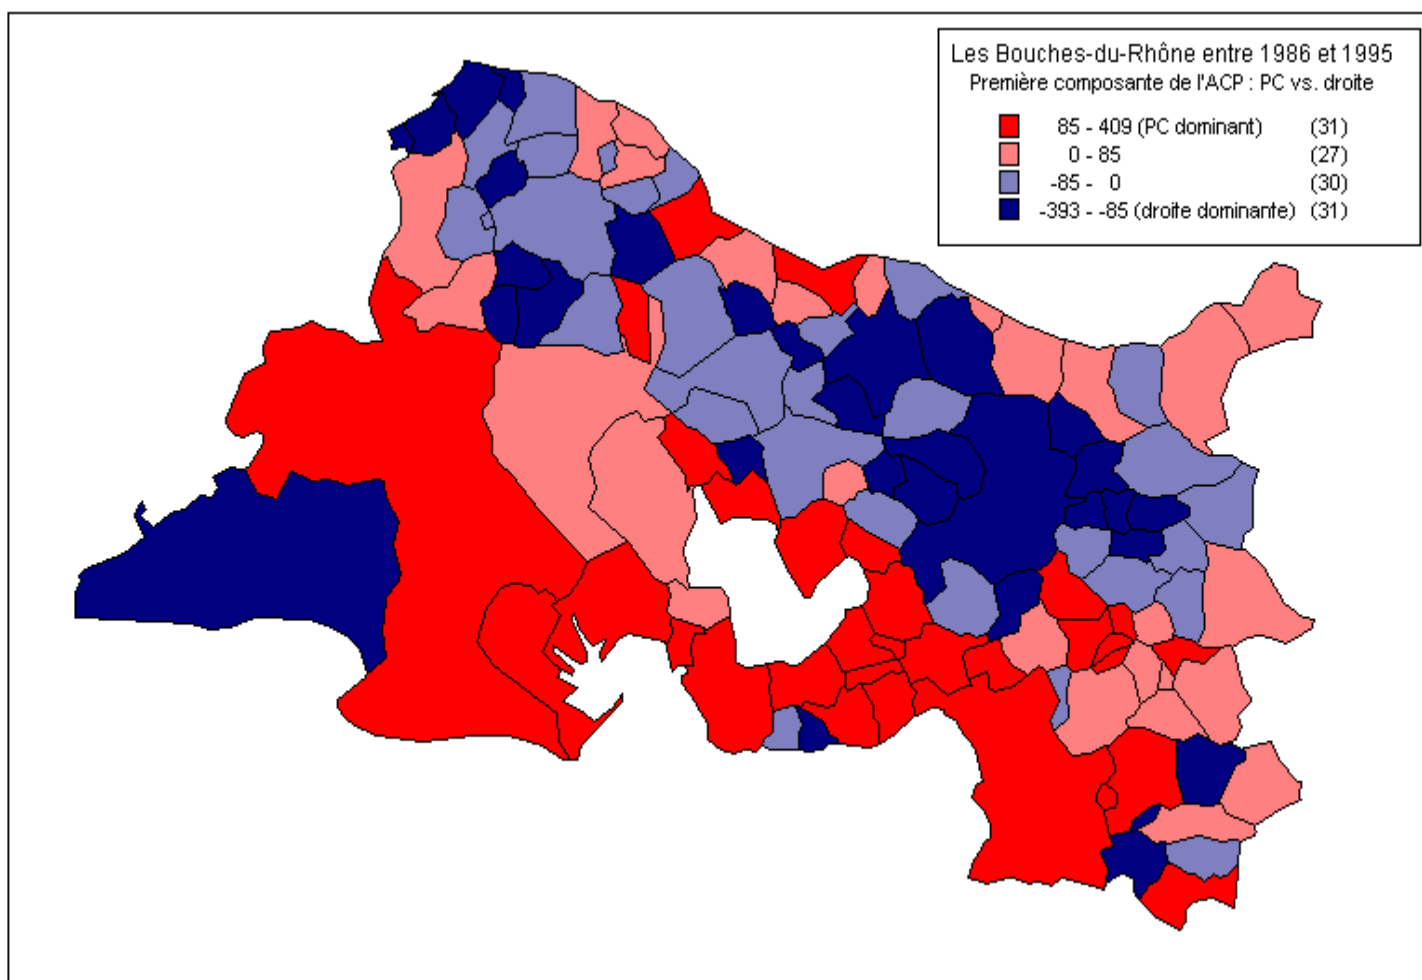 Les Bouches-du-Rhône entre 1986 et 1995
Première composante de l'ACP : PC vs. droite
85 - 409 (PC dominant) (31)
0 - 85 (27)
-85 - 0 (30)
-393 - -85 (droite dominante) (31)